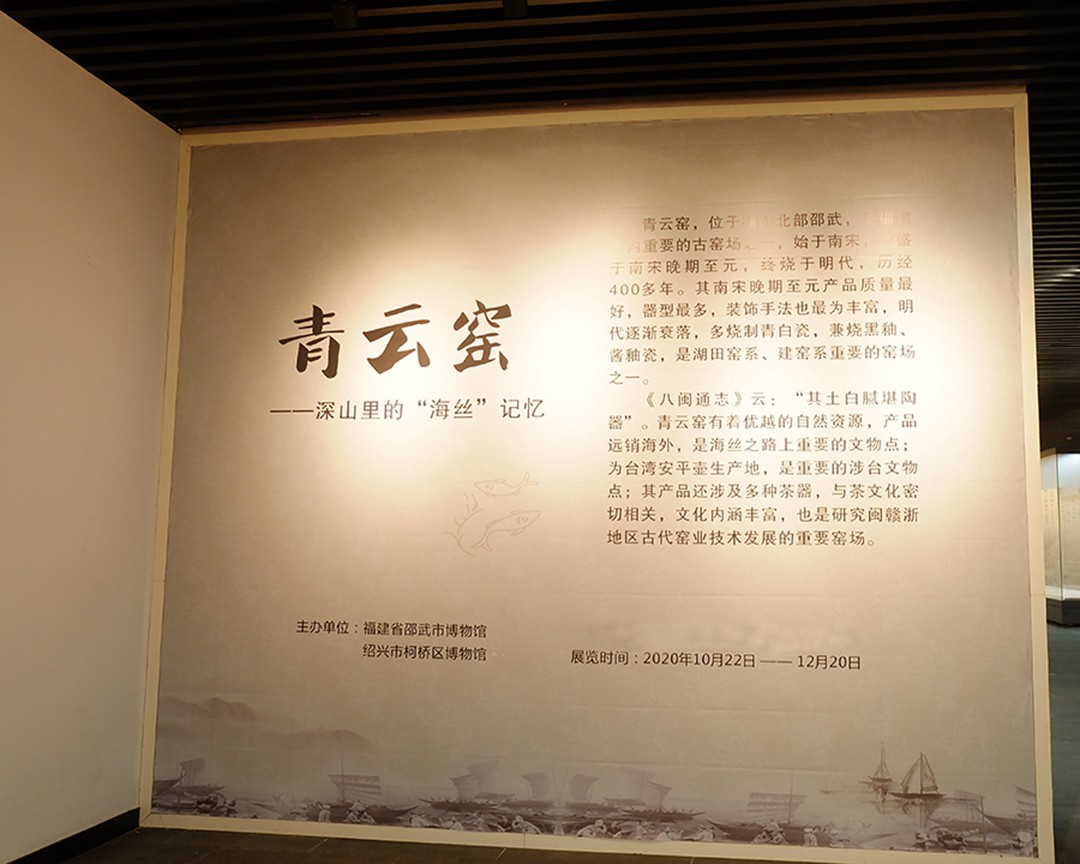 青云窑
——深山里的“海丝”记忆
青云窑，位于 北部邵武，
内重要的古窑场之一，始于南宋， 盛
于南宋晚期至元，终烧于明代，历经
400多年。其南宋晚期至元产品质量最
好，器型最多，装饰手法也最为丰富，明
代逐渐衰落，多烧制青白瓷，兼烧黑釉、
酱釉瓷，是湖田窑系、建窑系重要的窑场
之一。
《八闽通志》云：“其土白腻堪陶
器”。青云窑有着优越的自然资源，产品
远销海外，是海丝之路上重要的文物点；
为台湾安平壶生产地，是重要的涉台文物
点；其产品还涉及多种茶器，与茶文化密
切相关，文化内涵丰富，也是研究闽赣浙
地区古代窑业技术发展的重要窑场。
主办单位：福建省邵武市博物馆
绍兴市柯桥区博物馆
展览时间：2020年10月22日 —— 12月20日